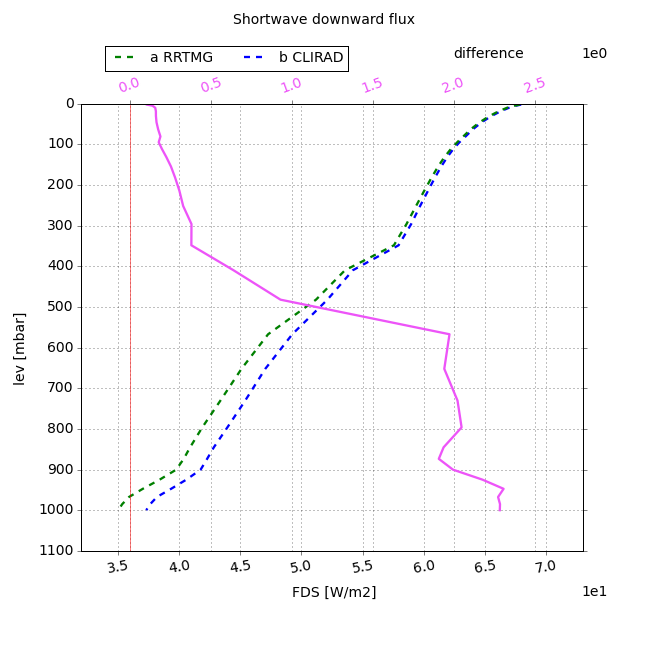 Shortwave downward flux
a RRTMG b CLIRAD difference 1e0
0.0 0.5 1.0 1.5 2.0 2.5
0
100
200
300
400
500
600
700
800
900
1000
1100
lev [mbar]
3.5 4.0 4.5 5.0 5.5 6.0 6.5 7.0
FDS [W/m2] 1e1